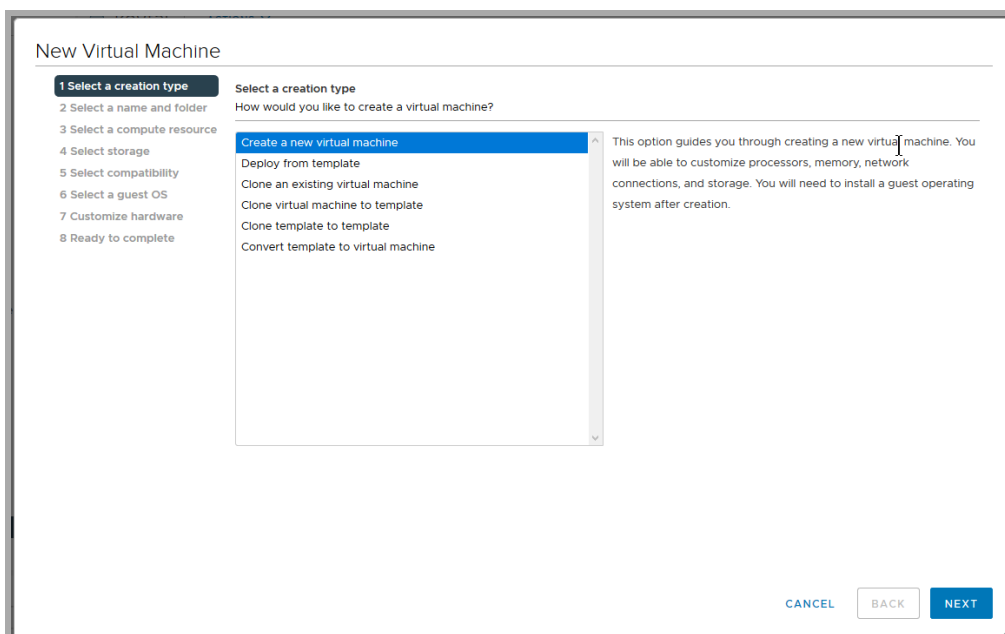 New Virtual Machine
1 Select a creation type
2 Select a name and folder
3 Select a compute resource
4 Select storage
5 Select compatibility
6 Select a guest OS
7 Customize hardware
8 Ready to complete
Select a creation type
How would you like to create a virtual machine?
Create a new virtual machine
Deploy from template
Clone an existing virtual machine
Clone virtual machine to template
Clone template to template
Convert template to virtual machine
This option guides you through creating a new virtual machine. You
will be able to customize processors, memory, network
connections, and storage. You will need to install a guest operating
system after creation.
CANCEL
BACK
NEXT